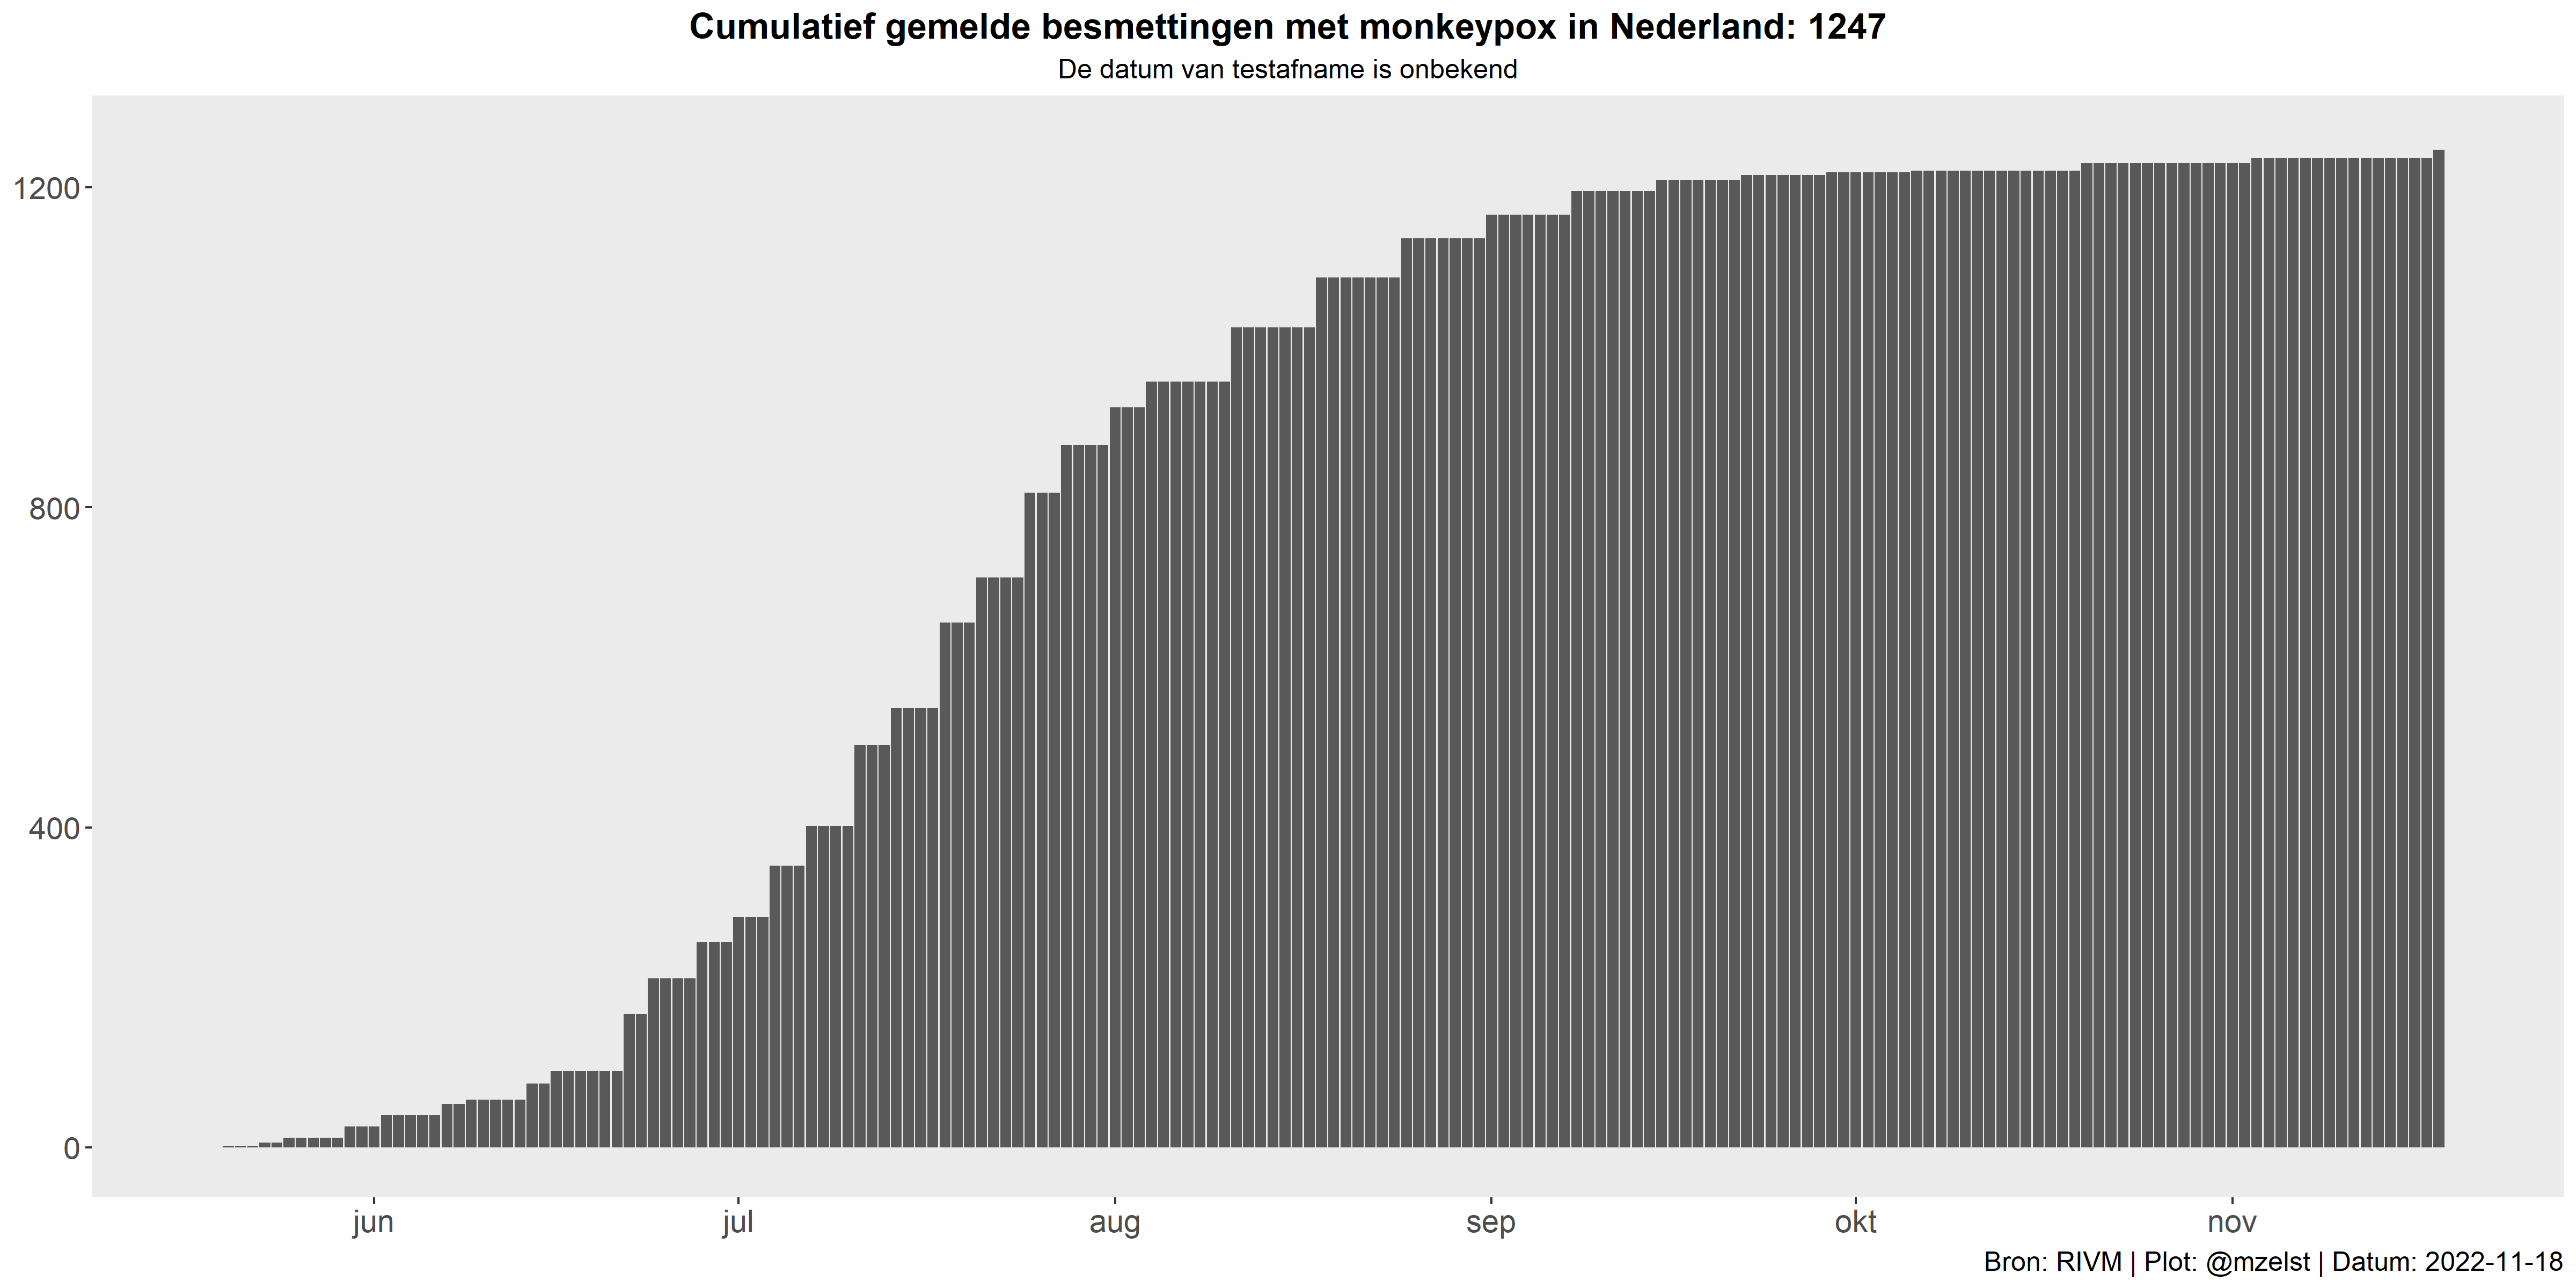 Cumulatief gemelde besmettingen met monkeypox in Nederland: 1247
De datum van testafname is onbekend
1200
800
400
0
jun jul aug sep okt nov
Bron: RIVM | Plot: @mzelst | Datum: 2022-11-18